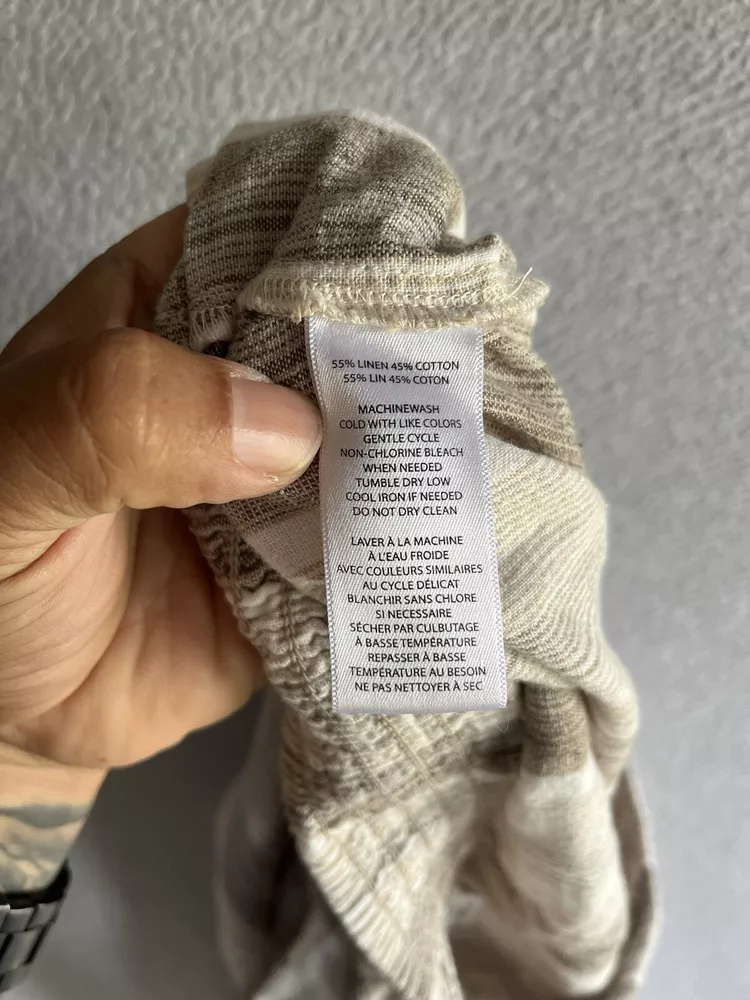 55% LINEN 45% COTTON
55% LIN 45% COTON
MACHINEWASH
COLD WITH LIKE COLORS
GENTLE CYCLE
NON-CHLORINE BLEACH
WHEN NEEDED
TUMBLE DRY LOW
COOL IRON IF NEEDED
DO NOT DRY CLEAN
LAVER À LA MACHINE
À L'EAU FROIDE
AVEC COULEURS SIMILAIRES
AU CYCLE DÉLICAT
BLANCHIR SANS CHLORE
SI NECESSAIRE
SÉCHER PAR CULBUTAGE
À BASSE TEMPÉRATURE
REPASSER À BASSE
TEMPÉRATURE AU BESOIN
NE PAS NETTOYER À SEC